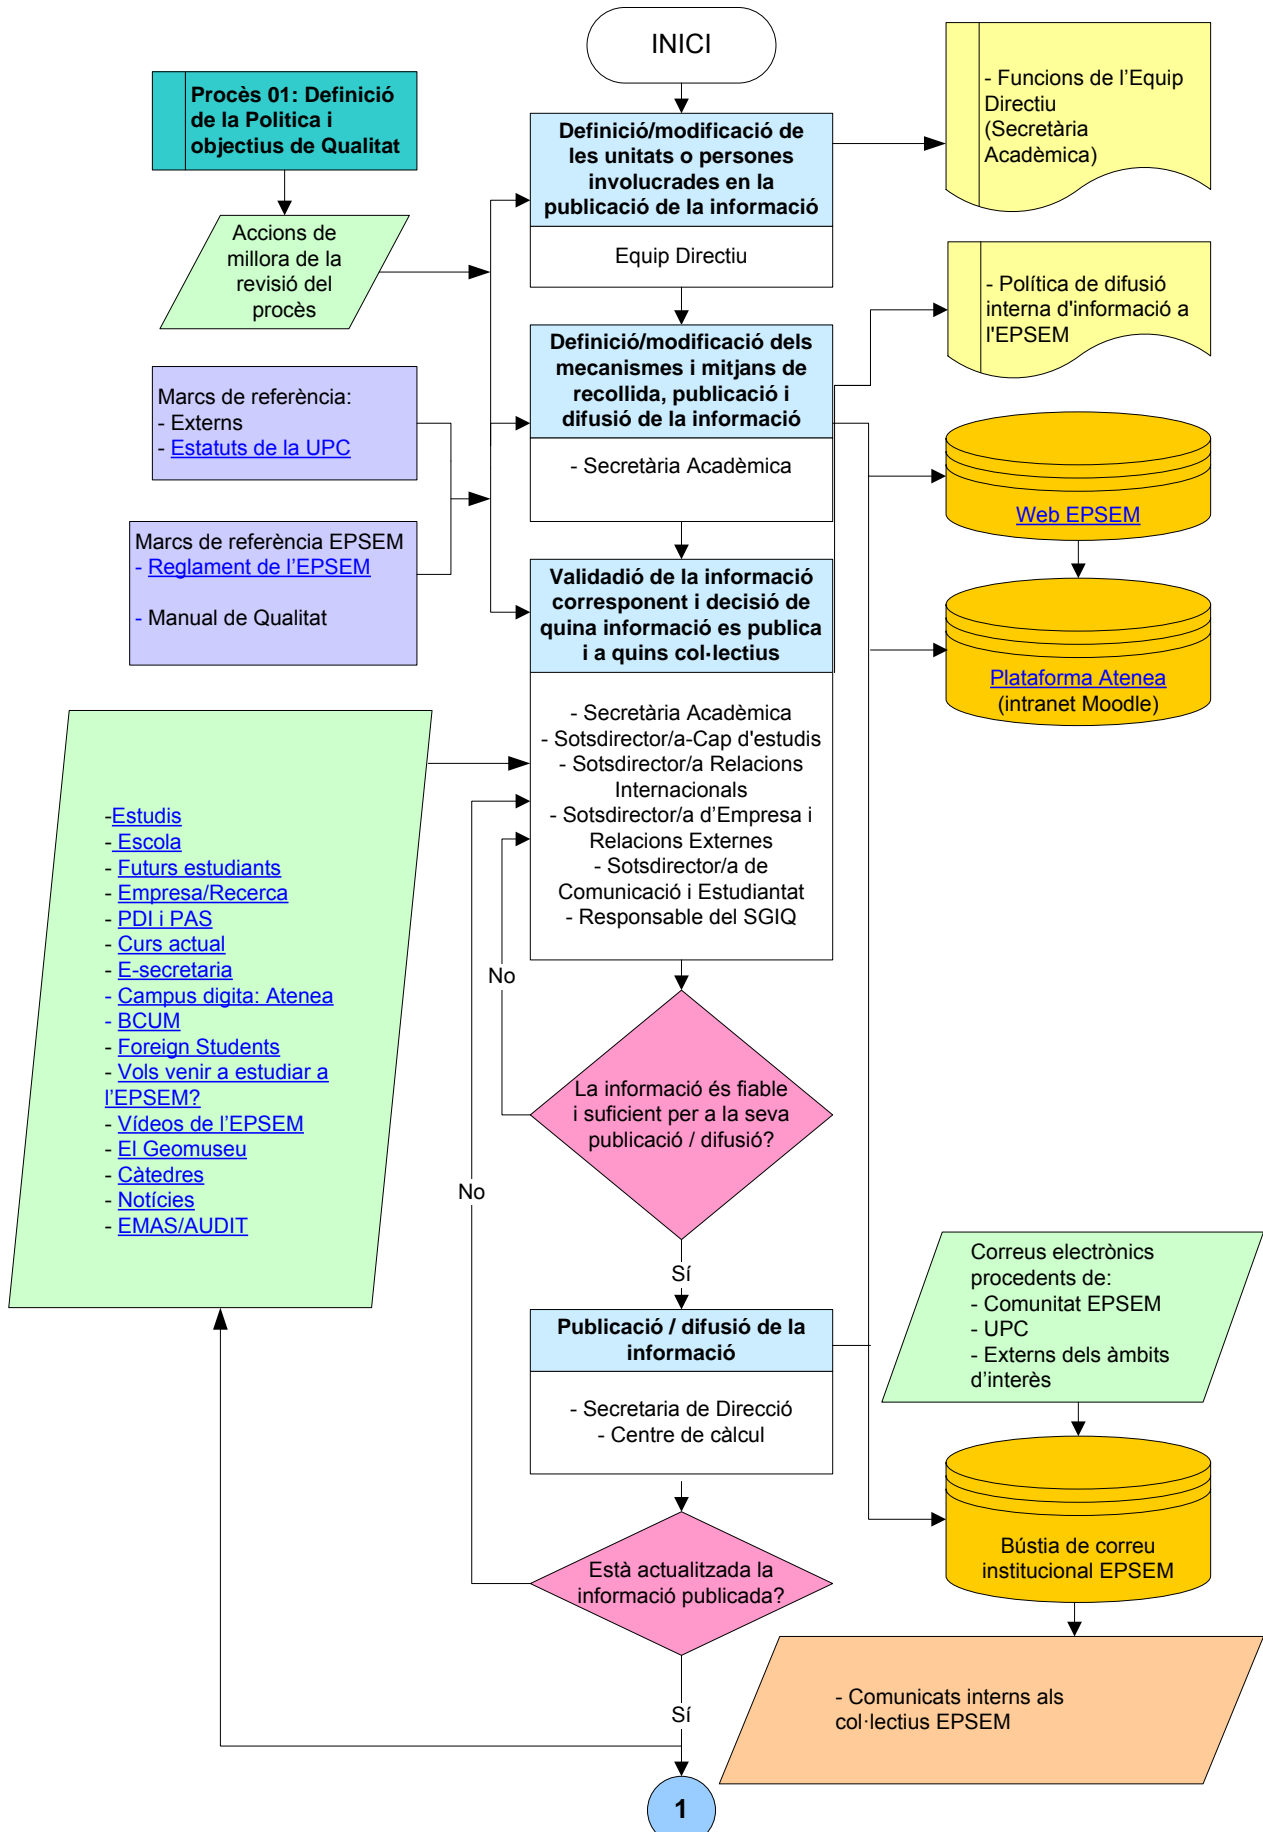 INICI
Procès 01: Definició
de la Politica i
objectius de Qualitat
- Funcions de l'Equip
Directiu
(Secretària
Acadèmica)
Definició/modificació de
les unitats o persones
involucrades en la
publicació de la informació
Equip Directiu
Accions de
millora de la
revisió del
procès
- Política de difusió
interna d'informació a
l'EPSEM
Definició/modificació dels
mecanismes i mitjans de
recollida, publicació i
difusió de la informació
- Secretària Acadèmica
Marcs de referència:
- Externs
- Estatuts de la UPC
Web EPSEM
Marcs de referència EPSEM
- Reglament de l'EPSEM
- Manual de Qualitat
Validadió de la informació
corresponent i decisió de
quina informació es publica
i a quins col·lectius
Plataforma Atenea
(intranet Moodle)
- Secretària Acadèmica
- Sotsdirector/a-Cap d'estudis
- Sotsdirector/a Relacions
Internacionals
- Sotsdirector/a d'Empresa i
Relacions Externes
- Sotsdirector/a de
Comunicació i Estudiantat
- Responsable del SGIQ
-Estudis
- Escola
- Futurs estudiants
- Empresa/Recerca
- PDI i PAS
- Curs actual
- E-secretaria
- Campus digita: Atenea
- BCUM
- Foreign Students
- Vols venir a estudiar a
l'EPSEM?
- Vídeos de l'EPSEM
- El Geomuseu
- Càtedres
- Notícies
- EMAS/AUDIT
No
La informació és fiable
i suficient per a la seva
publicació / difusió?
No
Sí
Correus electrònics
procedents de:
- Comunitat EPSEM
- UPC
- Externs dels àmbits
d'interès
Publicació / difusió de la
informació
- Secretaria de Direcció
- Centre de càlcul
Bústia de correu
institucional EPSEM
Està actualitzada la
informació publicada?
- Comunicats interns als
col·lectius EPSEM
Sí
1